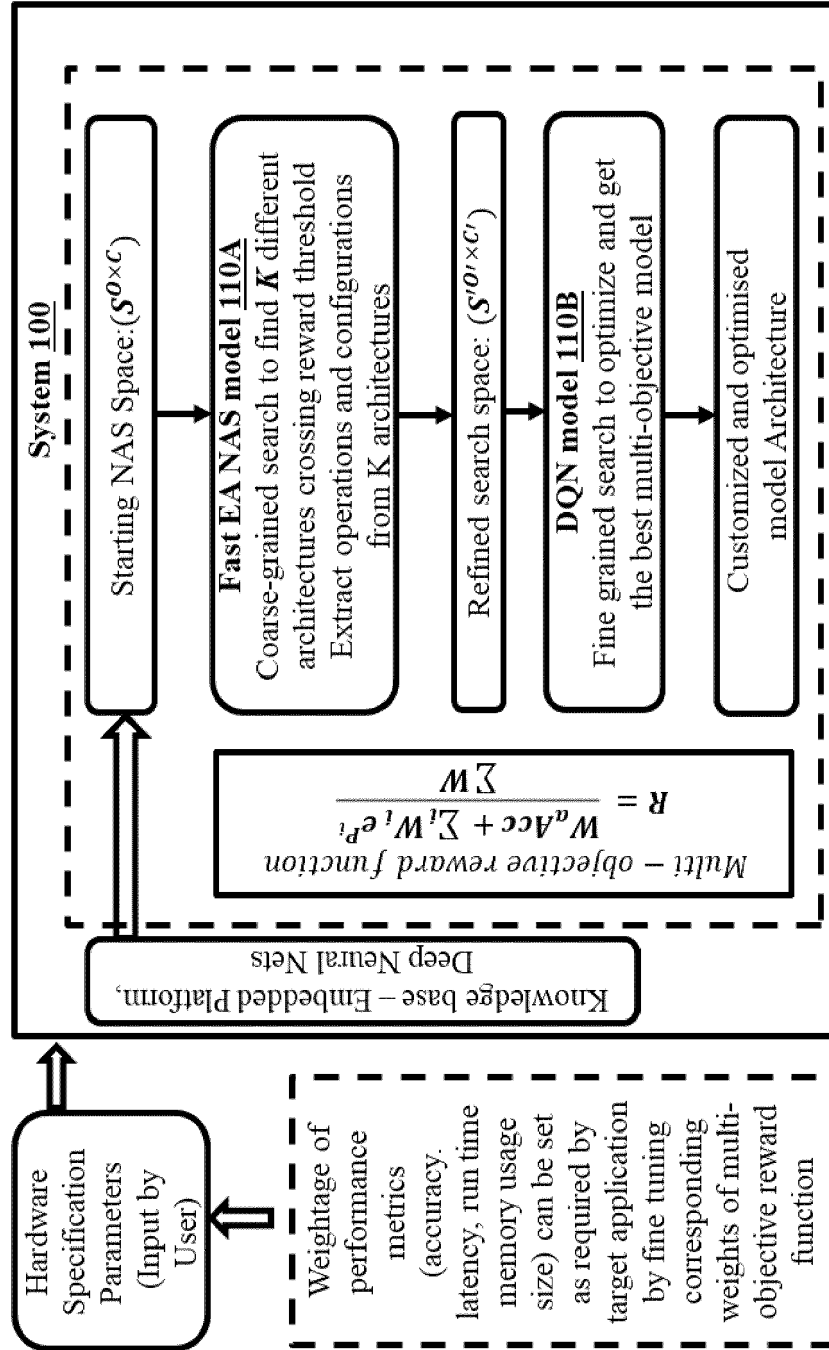 Hardware
Specification
Parameters
(Input by
User)
Weightage of
performance
metrics
(accuracy.
latency, run time
memory usage
size) can be set
as required by
target application
by fine tuning
corresponding
weights of multi-
objective reward
function
System 100
Knowledge base – Embedded Platform,
Deep Neural Nets
Multi – objective reward function
R = (W_a Acc + Σ_i W_i e^{P_i}) / Σ W
Starting NAS Space:(S^{O×C})
Fast EA NAS model 110A
Coarse-grained search to find K different
architectures crossing reward threshold
Extract operations and configurations
from K architectures
Refined search space: (S'^{O'×C'})
DQN model 110B
Fine grained search to optimize and get
the best multi-objective model
Customized and optimised
model Architecture